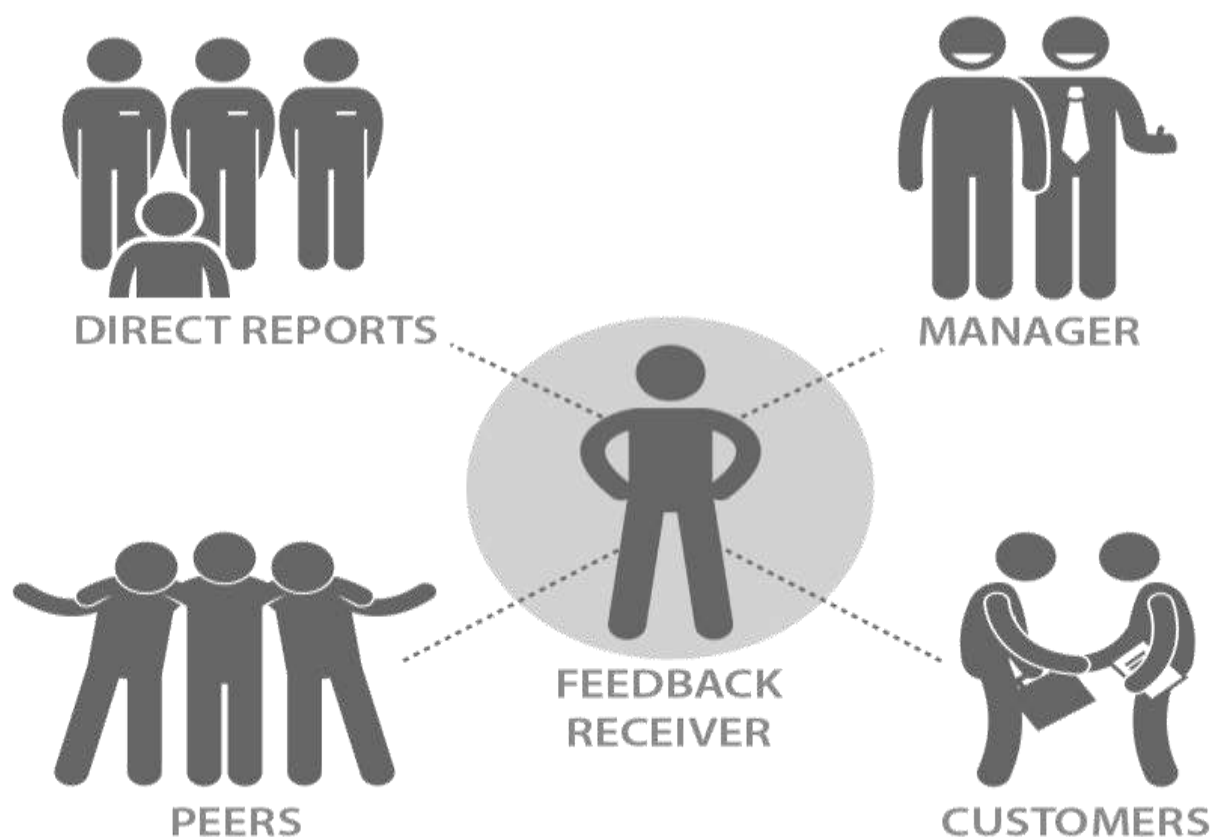 DIRECT REPORTS
MANAGER
FEEDBACK
RECEIVER
PEERS
CUSTOMERS